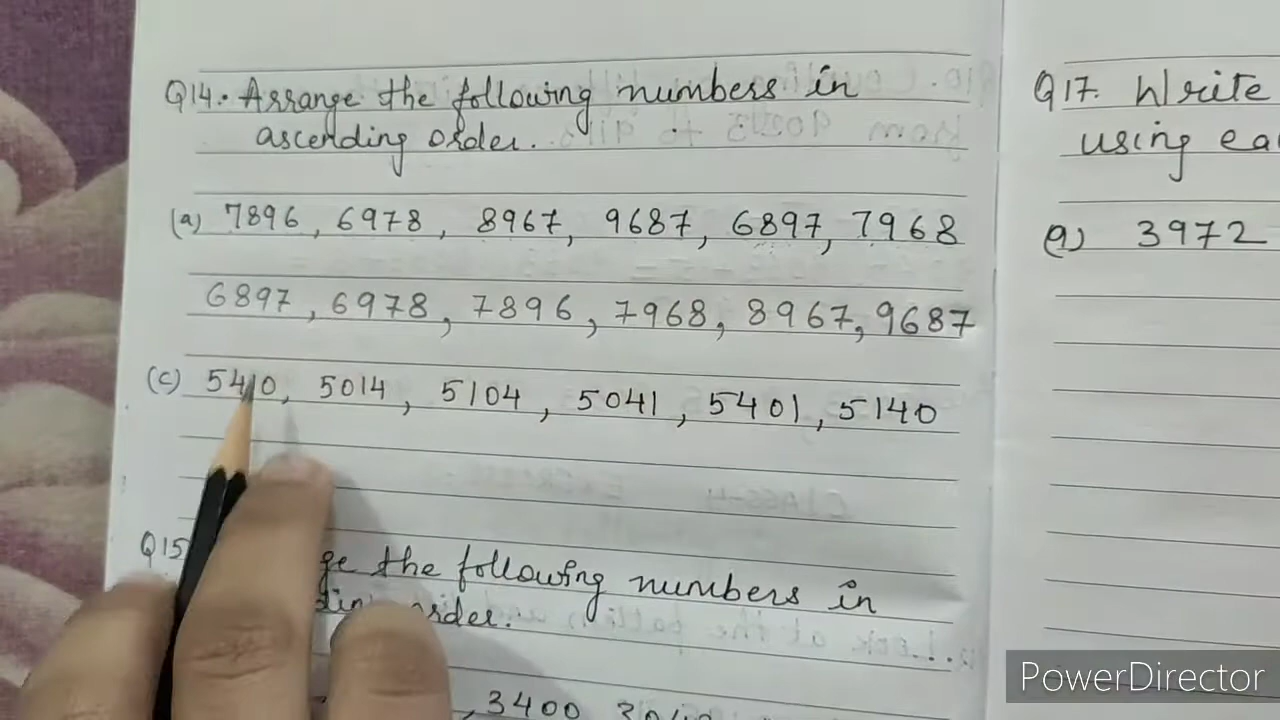 Q14. Arrange the following numbers in
ascending order.
(a) 7896, 6978, 8967, 9687, 6897, 7968
6897, 6978, 7896, 7968, 8967, 9687
(c) 5410, 5014, 5104, 5041, 5401, 5140
Q15 ge the following numbers in
order.
, 3400
Q17. Write
using ea
a) 3972
PowerDirector